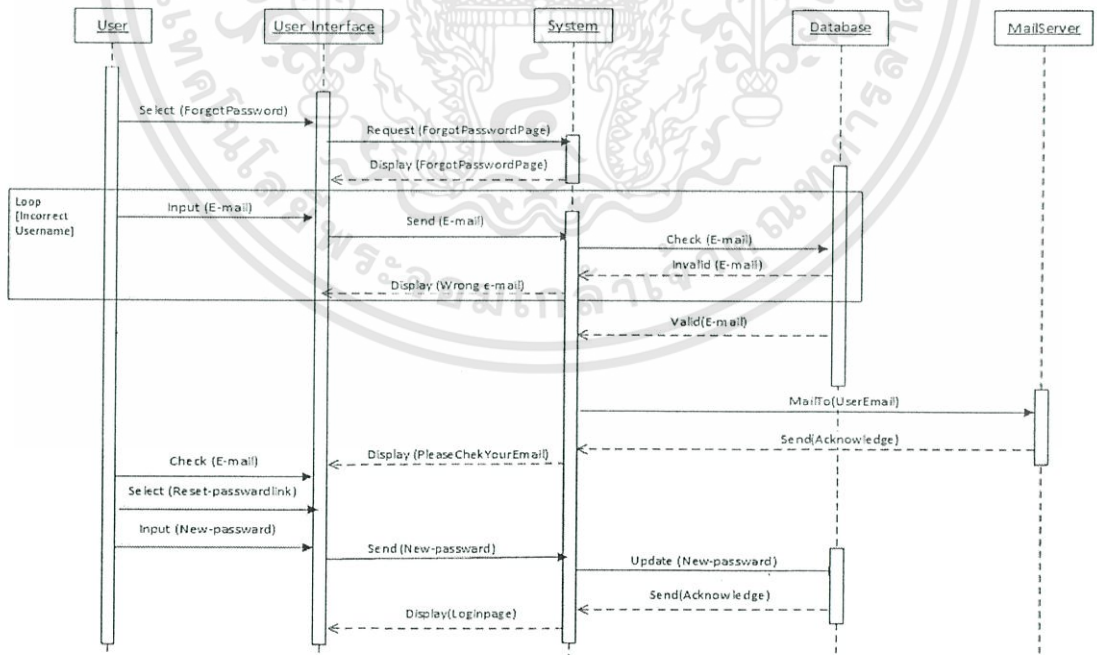 User
User Interface
System
Database
MailServer
Select (ForgotPassword)
Request (ForgotPasswordPage)
Display (ForgotPasswordPage)
Loop
[Incorrect
Username]
Input (E-mail)
Send (E-mail)
Check (E-mail)
Invalid (E-mail)
Display (Wrong e-mail)
Valid(E-mail)
MailTo(UserEmail)
Send(Acknowledge)
Display (PleaseChekYourEmail)
Check (E-mail)
Select (Reset-passwardlink)
Input (New-passward)
Send (New-passward)
Update (New-passward)
Send(Acknowledge)
Display(Loginpage)